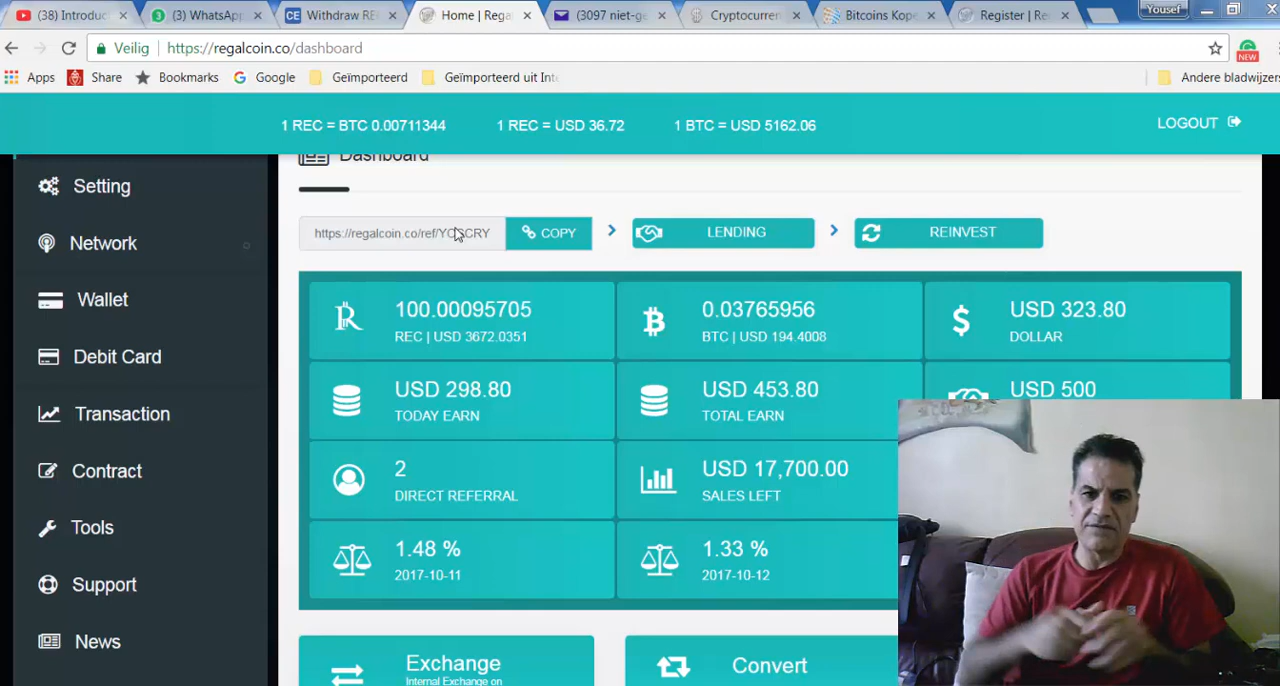 (38) Introduc
(3) WhatsApp
Withdraw RE
Home | Rega
(3097 niet-ge
Cryptocurren
Bitcoins Kope
Register | Re
Yousef
Veilig
https://regalcoin.co/dashboard
NEW
Apps
Share
Bookmarks
Google
Geïmporteerd
Geïmporteerd uit Int
Andere bladwijzers
1 REC = BTC 0.00711344
1 REC = USD 36.72
1 BTC = USD 5162.06
LOGOUT
Dashboard
Setting
Network
Wallet
Debit Card
Transaction
Contract
Tools
Support
News
COPY
LENDING
REINVEST
100.00095705
REC | USD 3672.0351
0.03765956
BTC | USD 194.4008
USD 323.80
DOLLAR
USD 298.80
TODAY EARN
USD 453.80
TOTAL EARN
USD 500
2
DIRECT REFERRAL
USD 17,700.00
SALES LEFT
1.48 %
2017-10-11
1.33 %
2017-10-12
Exchange
Internal Exchange on
Convert